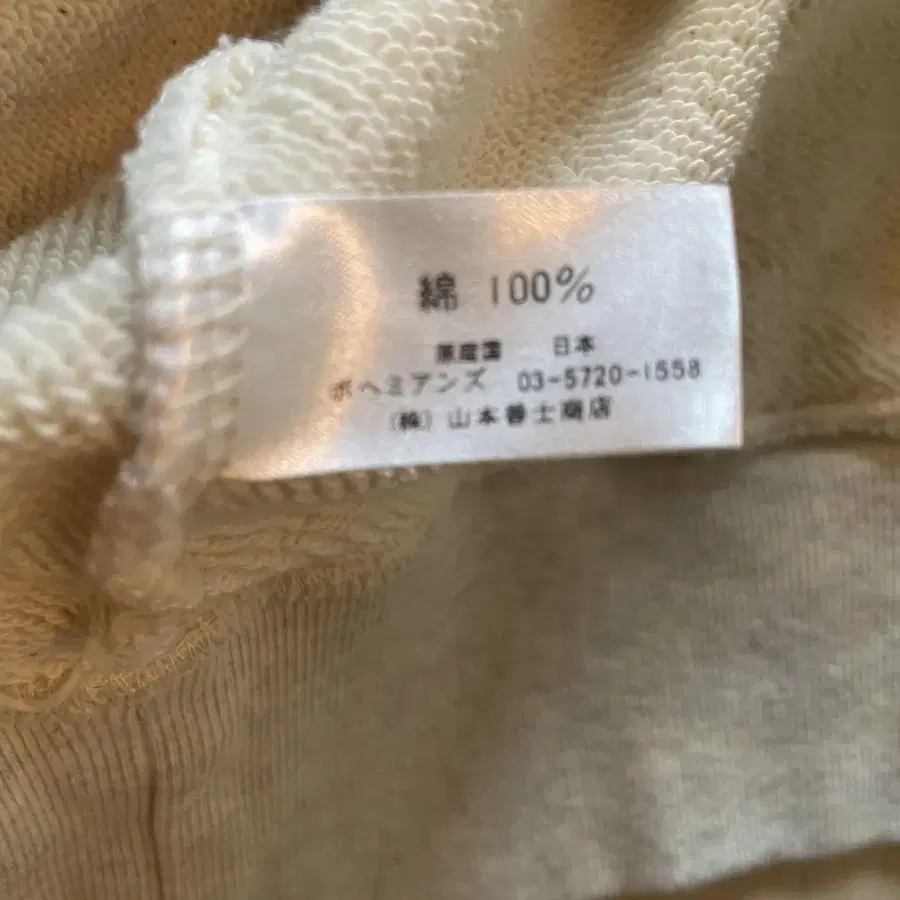 綿 100%
原産国 日本
ボヘミアンズ 03-5720-1558
(株) 山本番士商店